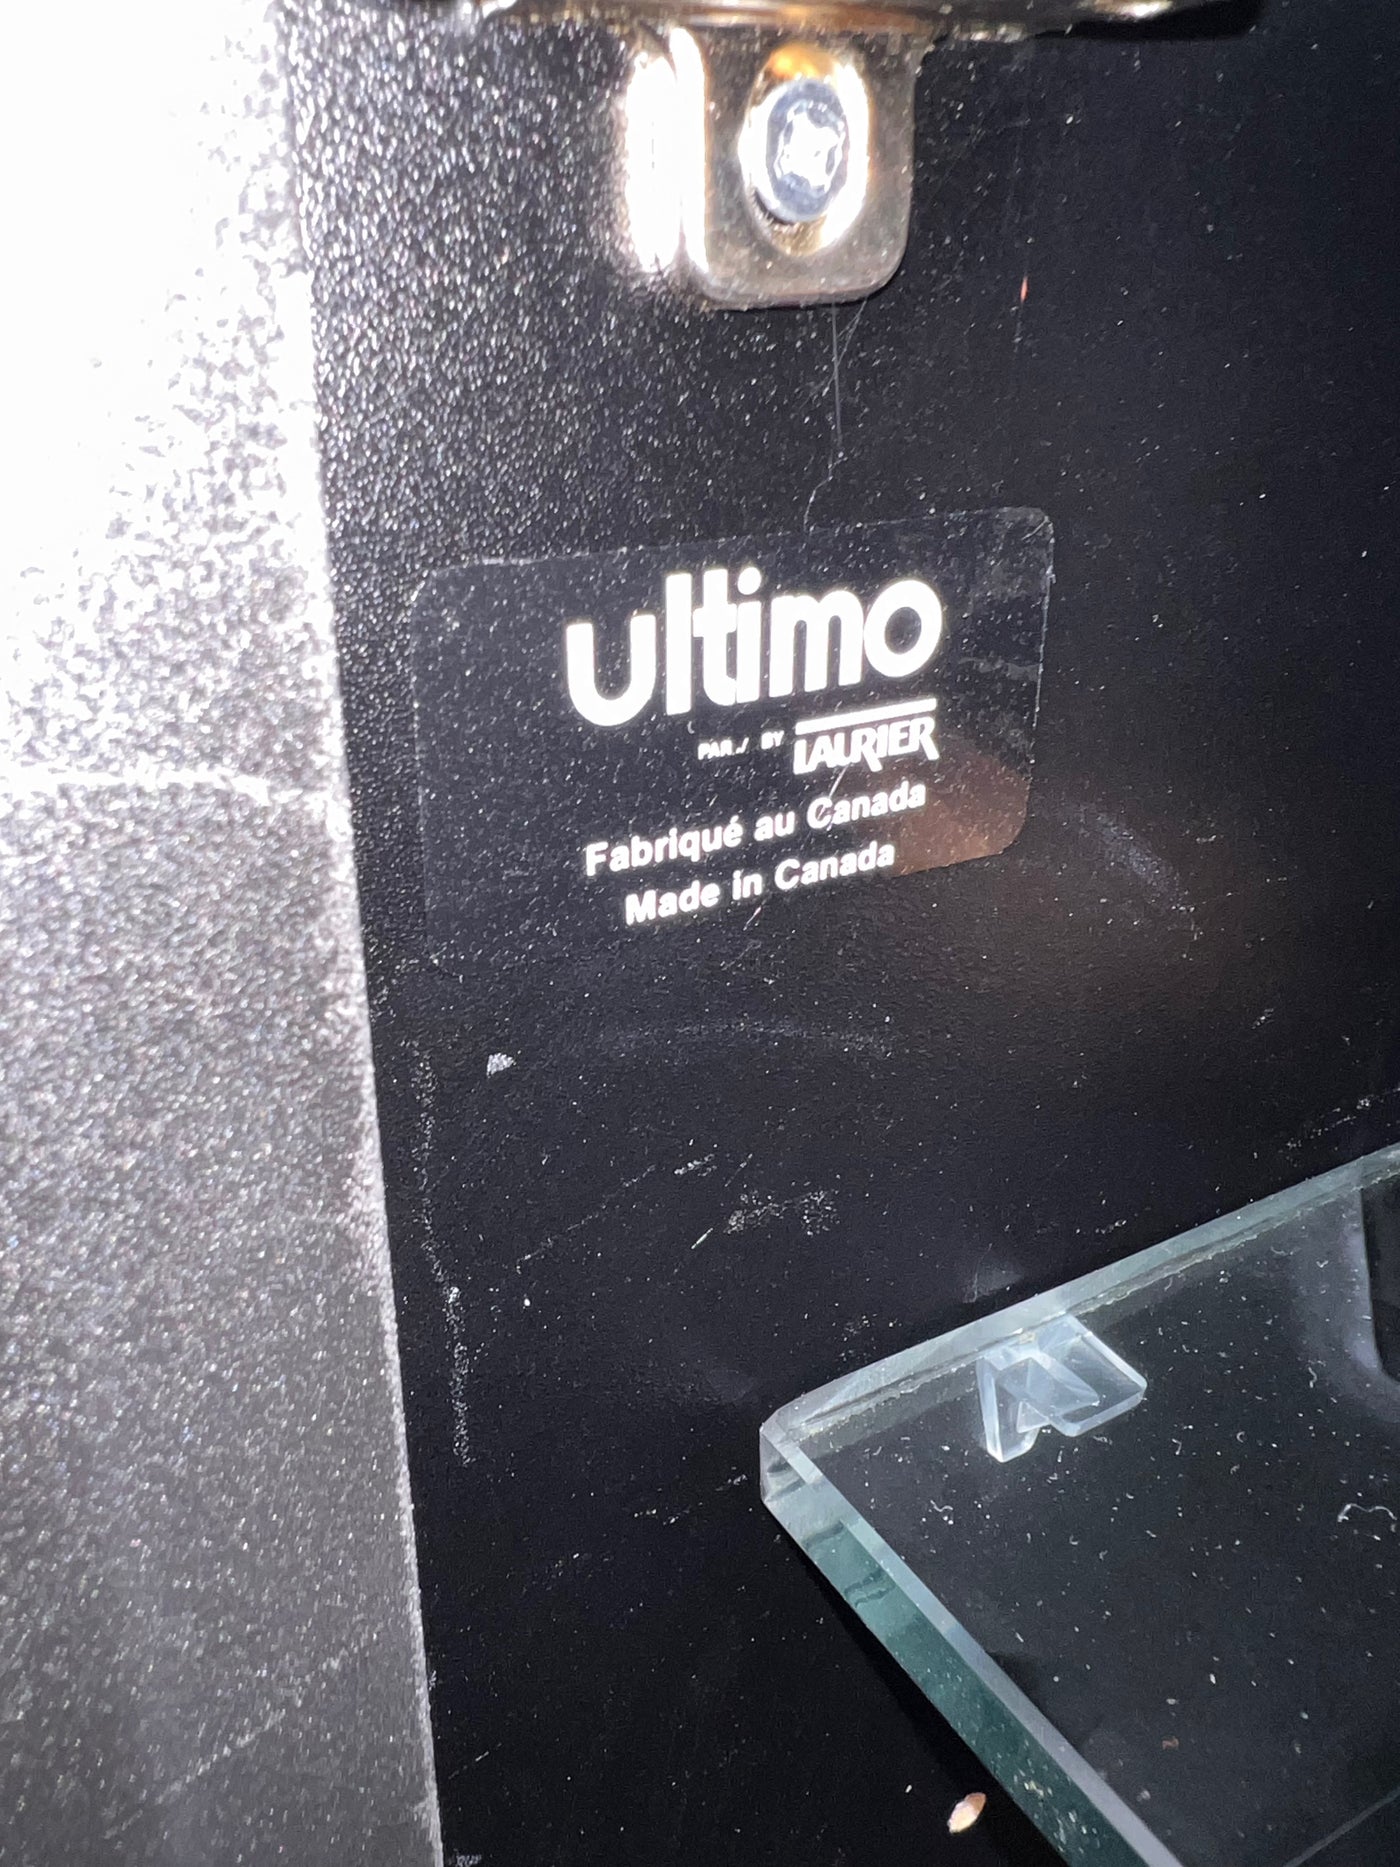 ultimo
PAR / BY LAURIER
Fabriqué au Canada
Made in Canada